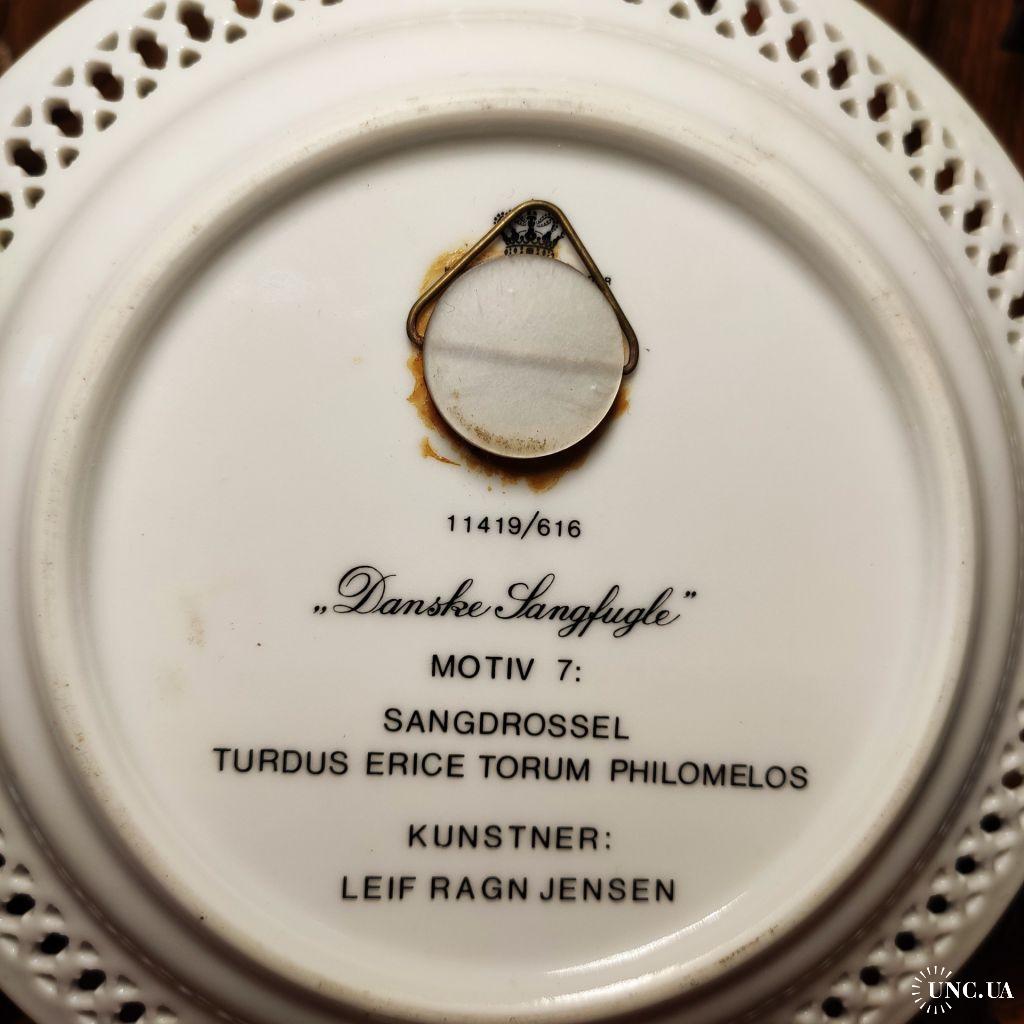 11419/616
„Danske Sangfugle”
MOTIV 7:
SANGDROSSEL
TURDUS ERICE TORUM PHILOMELOS
KUNSTNER:
LEIF RAGN JENSEN
UNC.UA